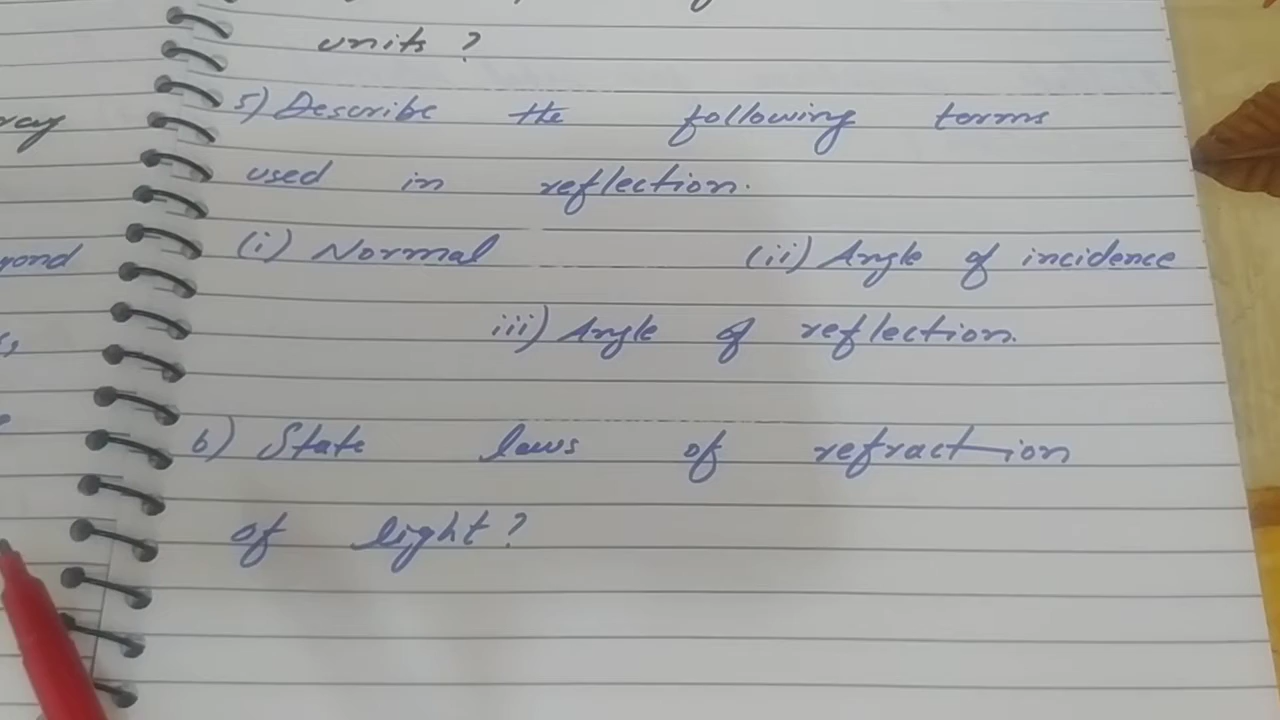 units ?
5) Describe the following terms
used in reflection.
(i) Normal (ii) Angle of incidence
iii) Angle of reflection.
6) State laws of refraction
of light?